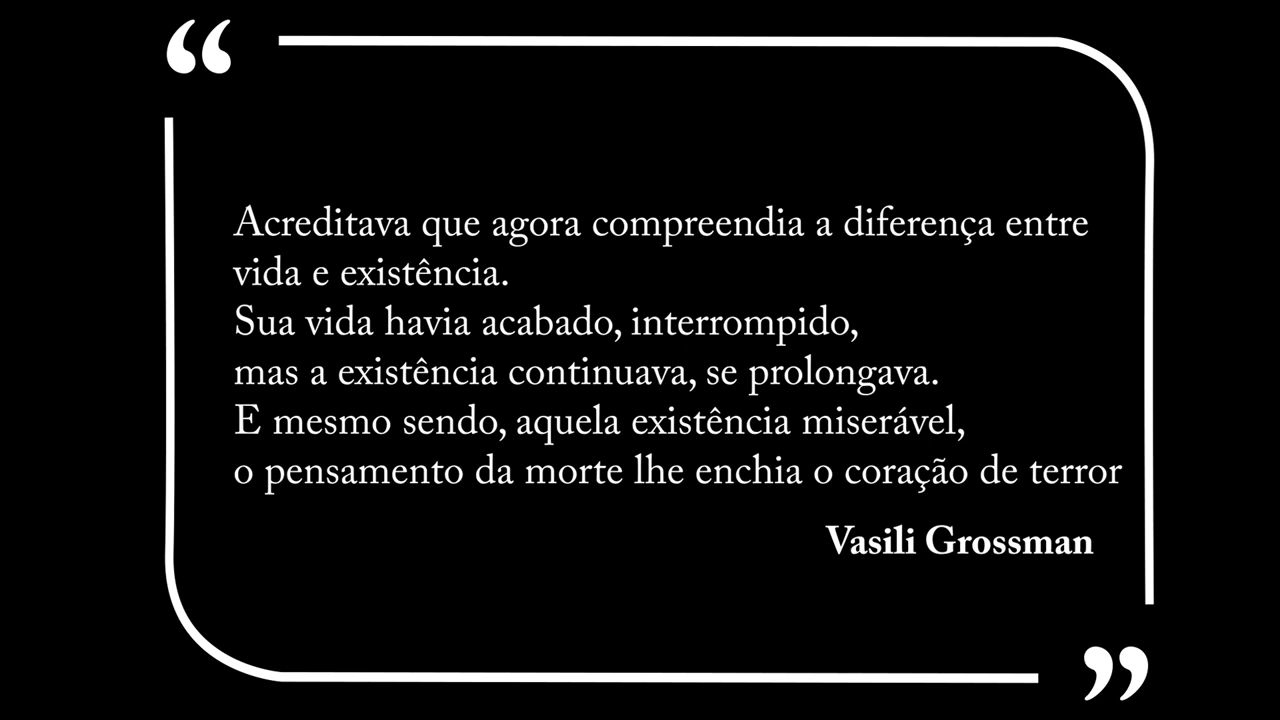 “
Acreditava que agora compreendia a diferença entre
vida e existência.
Sua vida havia acabado, interrompido,
mas a existência continuava, se prolongava.
E mesmo sendo, aquela existência miserável,
o pensamento da morte lhe enchia o coração de terror
Vasili Grossman
”